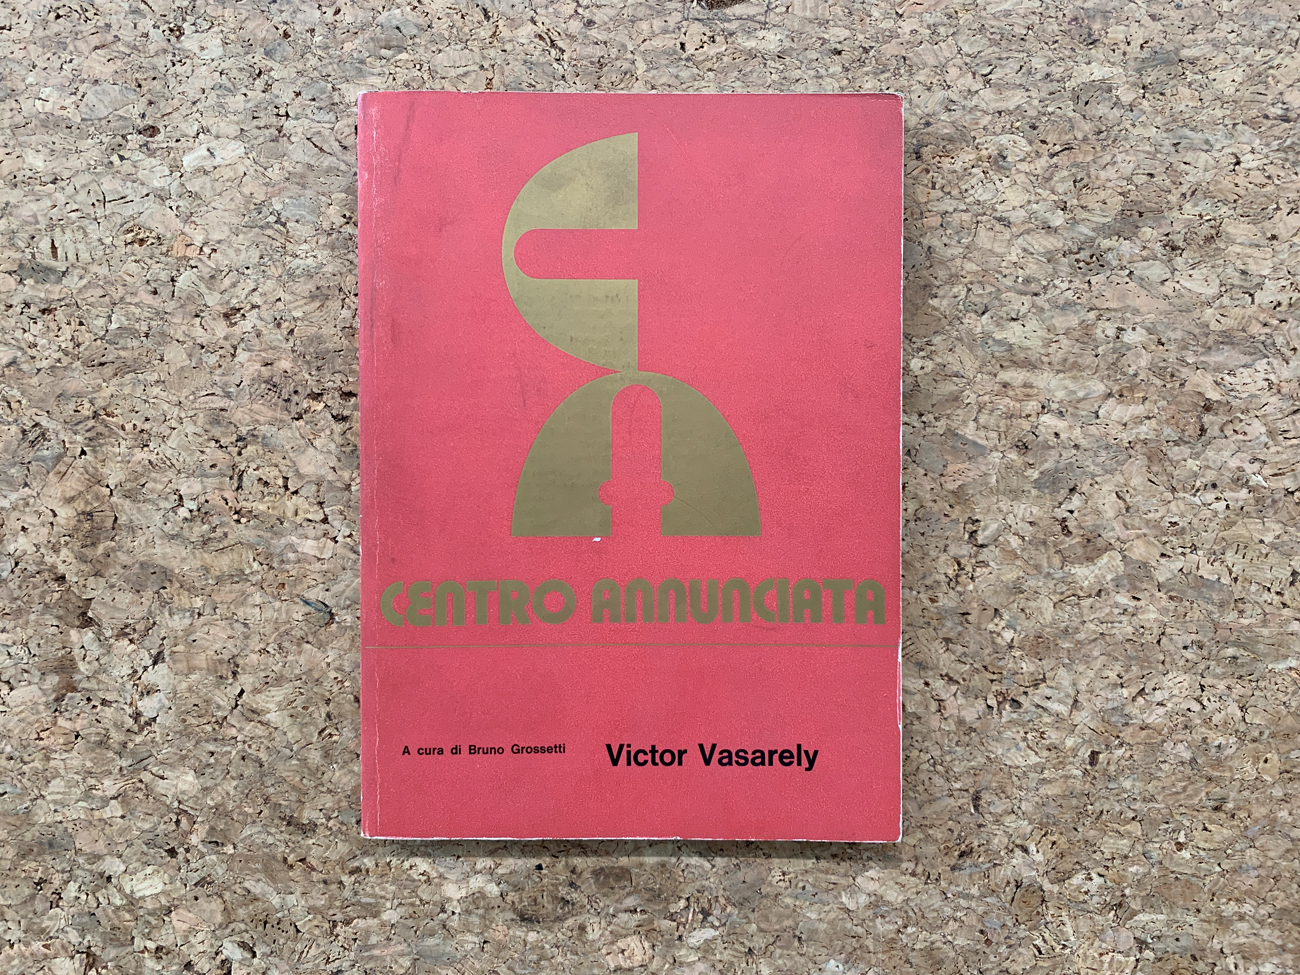 CENTRO ANNUNCIATA
A cura di Bruno Grossetti
Victor Vasarely